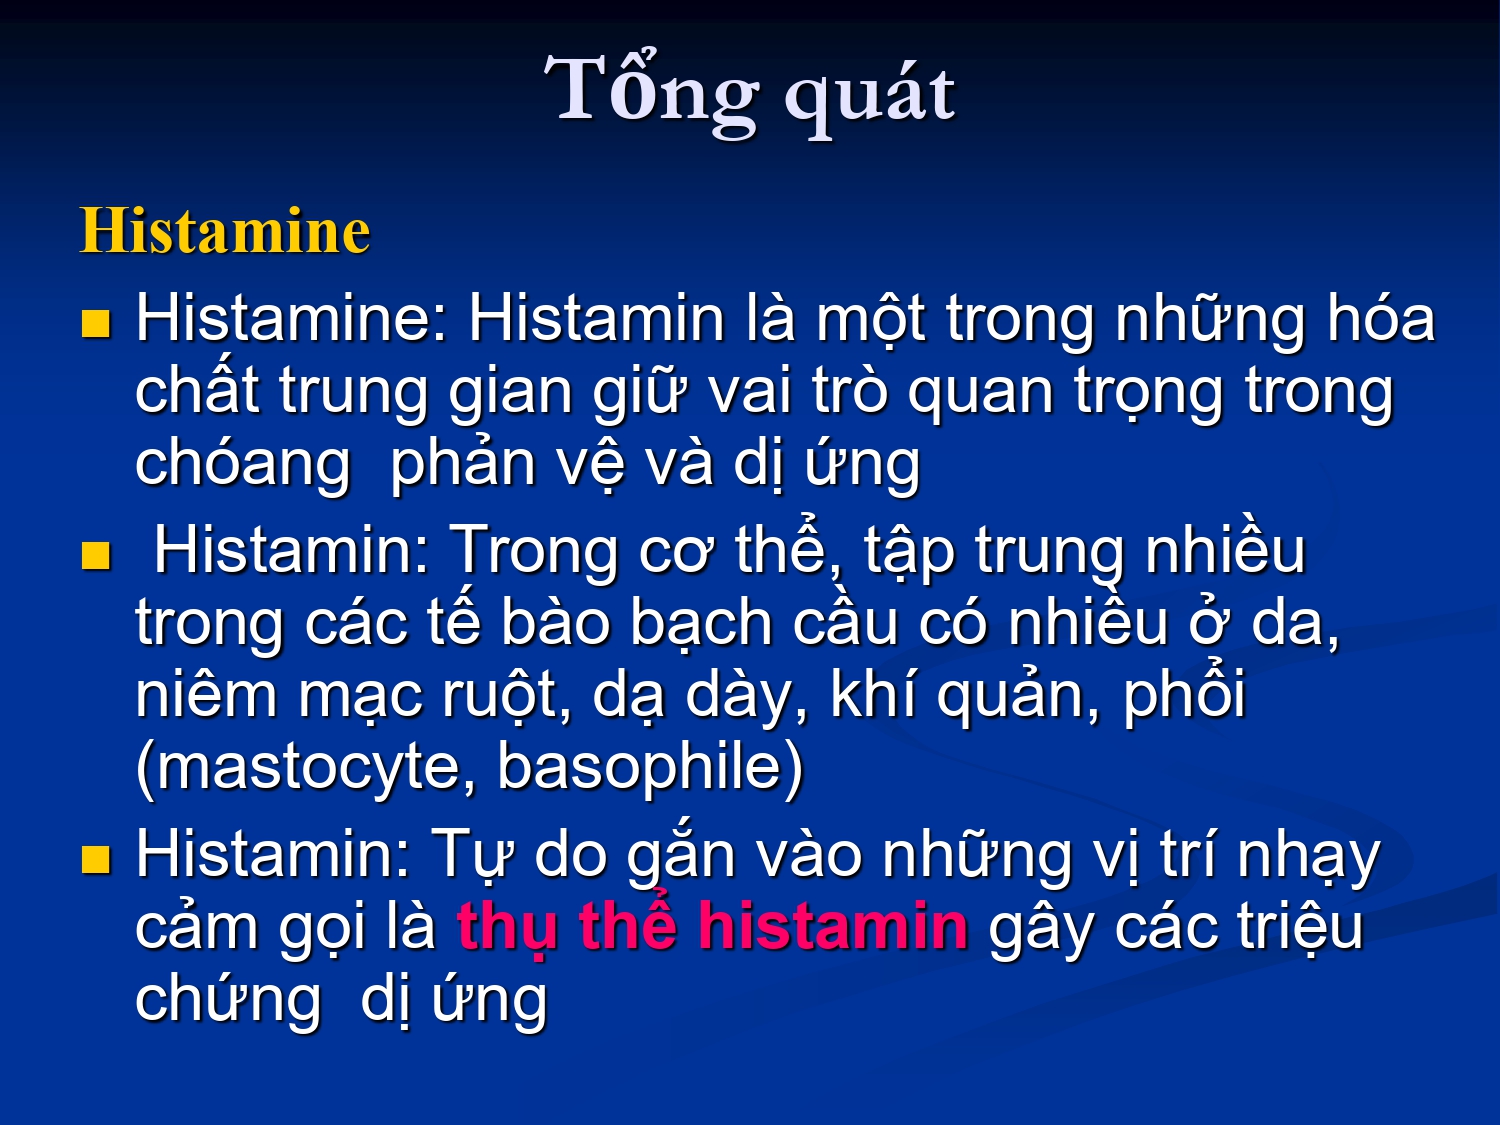 Tổng quát
Histamine
Histamine: Histamin là một trong những hóa
chất trung gian giữ vai trò quan trọng trong
chóang phản vệ và dị ứng
Histamin: Trong cơ thể, tập trung nhiều
trong các tế bào bạch cầu có nhiều ở da,
niêm mạc ruột, dạ dày, khí quản, phổi
(mastocyte, basophile)
Histamin: Tự do gắn vào những vị trí nhạy
cảm gọi là thụ thể histamin gây các triệu
chứng dị ứng